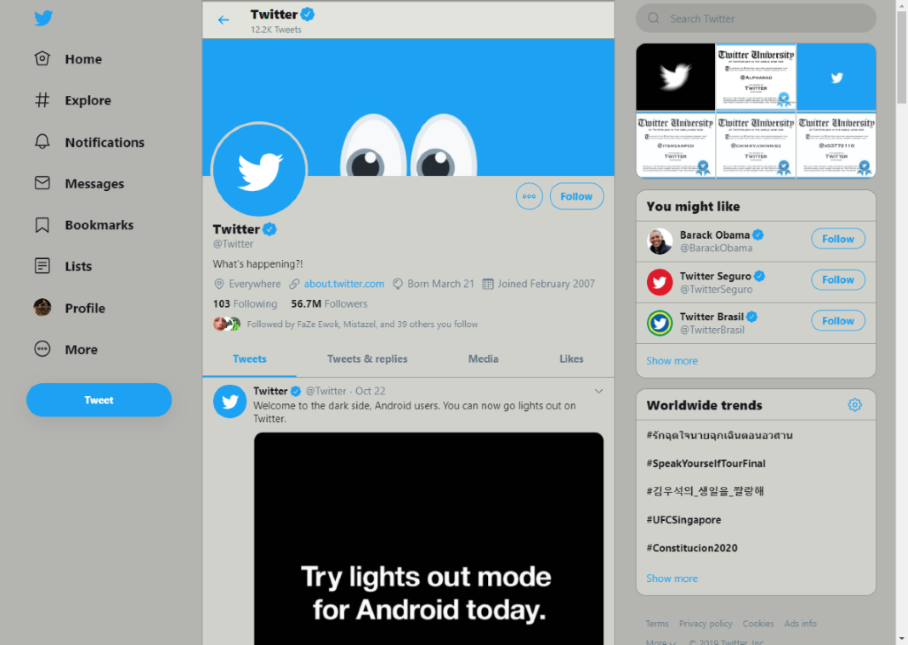 Twitter
12.2K Tweets
Search Twitter
Home
Explore
Notifications
Messages
Bookmarks
Lists
Profile
More
Tweet
Follow
Twitter
@Twitter
What's happening?!
Everywhere about.twitter.com Born March 21 Joined February 2007
103 Following 56.7M Followers
Followed by FaZe Ewok, Mistazel, and 39 others you follow
Tweets Tweets & replies Media Likes
Twitter @Twitter · Oct 22
Welcome to the dark side, Android users. You can now go lights out on
Twitter.
Try lights out mode
for Android today.
Twitter University
@Alpharad
Twitter
Twitter University Twitter University Twitter University
Twitter Twitter Twitter
You might like
Barack Obama
@BarackObama
Follow
Twitter Seguro
@TwitterSeguro
Follow
Twitter Brasil
@TwitterBrasil
Follow
Show more
Worldwide trends
#รักฉุดใจนายฉุกเฉินตอนอวสาน
#SpeakYourselfTourFinal
#김우석의_생일을_짤랑해
#UFCSingapore
#Constitucion2020
Show more
Terms Privacy policy Cookies Ads info
More © 2019 Twitter, Inc.